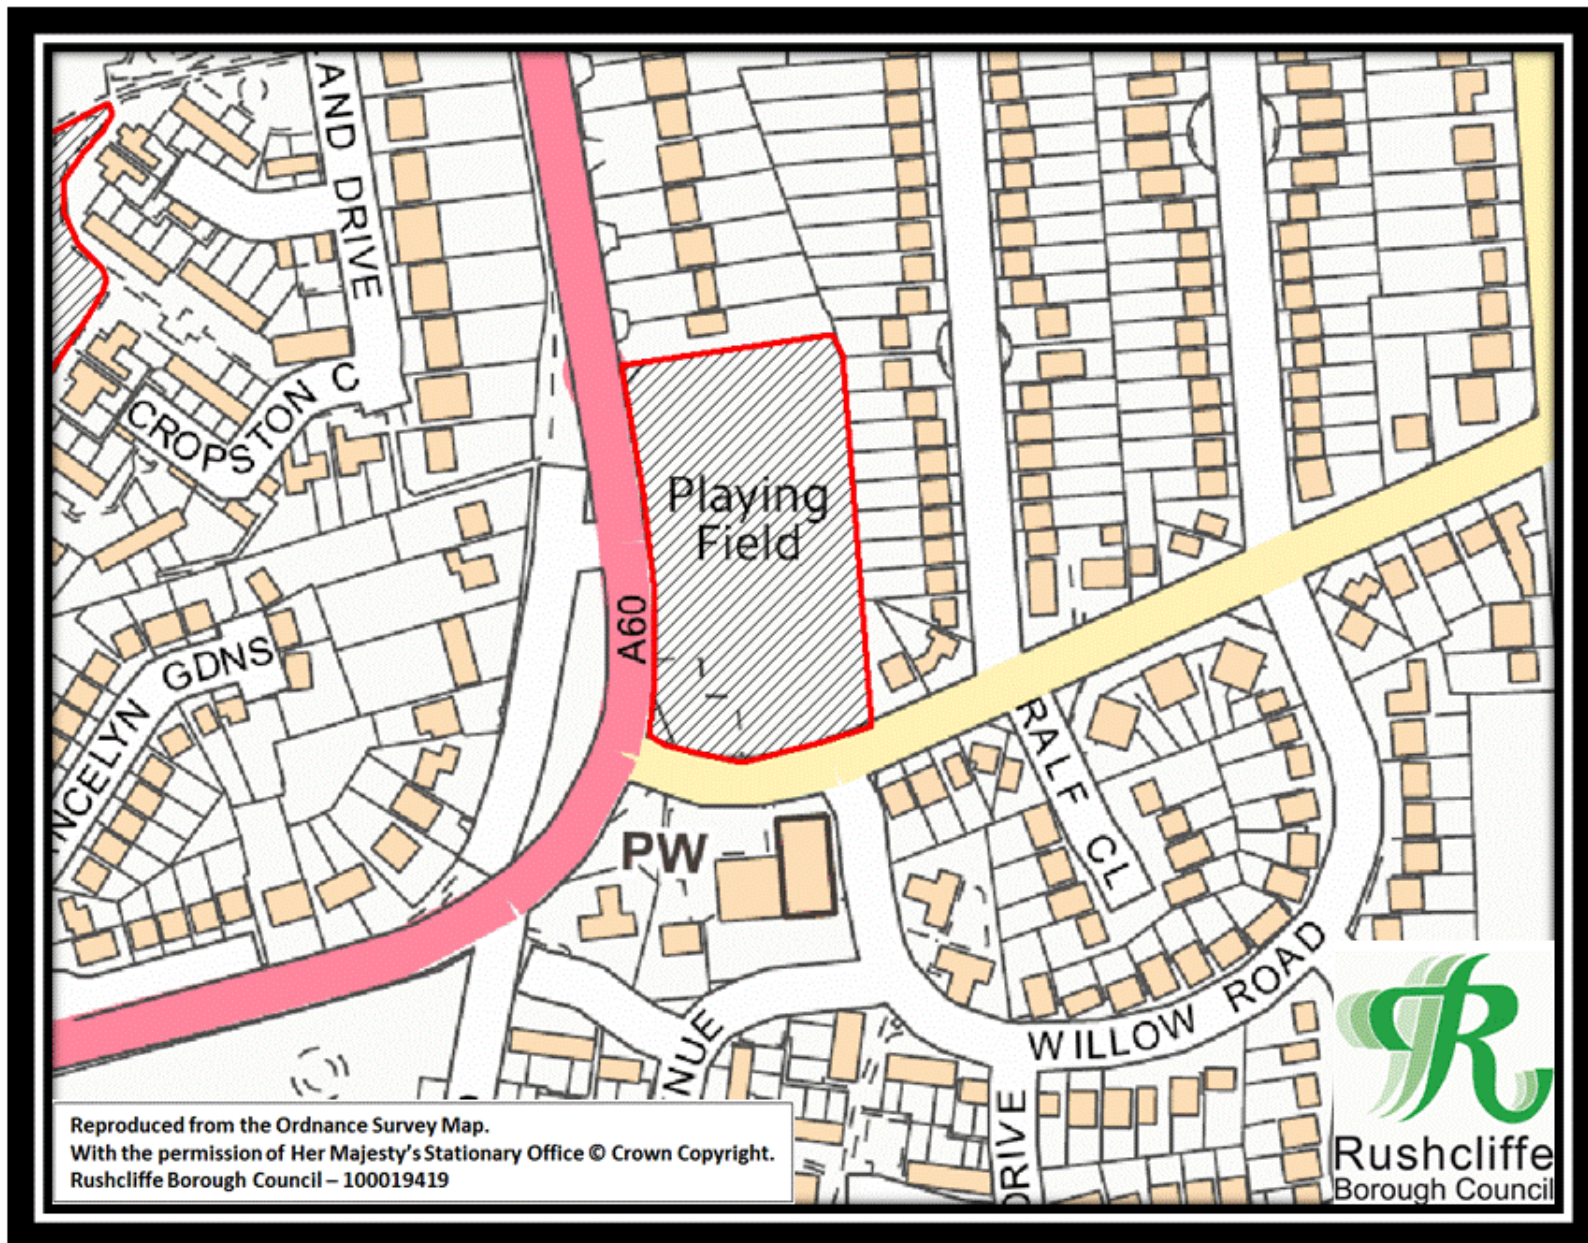 AND DRIVE
CROPSTON C
Playing
Field
A60
GDNS
NCELYN
RALF CL
PW
WILLOW ROAD
NUE
DRIVE
Reproduced from the Ordnance Survey Map.
With the permission of Her Majesty's Stationary Office © Crown Copyright.
Rushcliffe Borough Council – 100019419
R
Rushcliffe
Borough Council